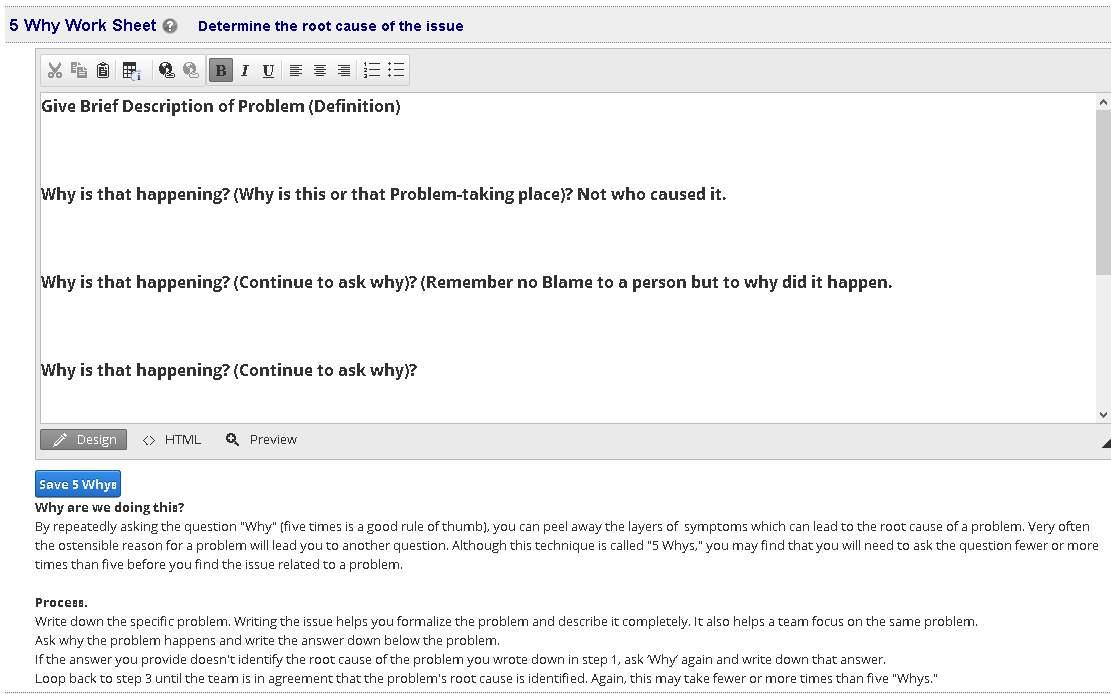 5 Why Work Sheet ? Determine the root cause of the issue
B I U
Give Brief Description of Problem (Definition)
Why is that happening? (Why is this or that Problem-taking place)? Not who caused it.
Why is that happening? (Continue to ask why)? (Remember no Blame to a person but to why did it happen.
Why is that happening? (Continue to ask why)?
Design <> HTML Preview
Save 5 Whys
Why are we doing this?
By repeatedly asking the question "Why" (five times is a good rule of thumb), you can peel away the layers of symptoms which can lead to the root cause of a problem. Very often
the ostensible reason for a problem will lead you to another question. Although this technique is called "5 Whys," you may find that you will need to ask the question fewer or more
times than five before you find the issue related to a problem.
Process.
Write down the specific problem. Writing the issue helps you formalize the problem and describe it completely. It also helps a team focus on the same problem.
Ask why the problem happens and write the answer down below the problem.
If the answer you provide doesn't identify the root cause of the problem you wrote down in step 1, ask 'Why' again and write down that answer.
Loop back to step 3 until the team is in agreement that the problem's root cause is identified. Again, this may take fewer or more times than five "Whys."